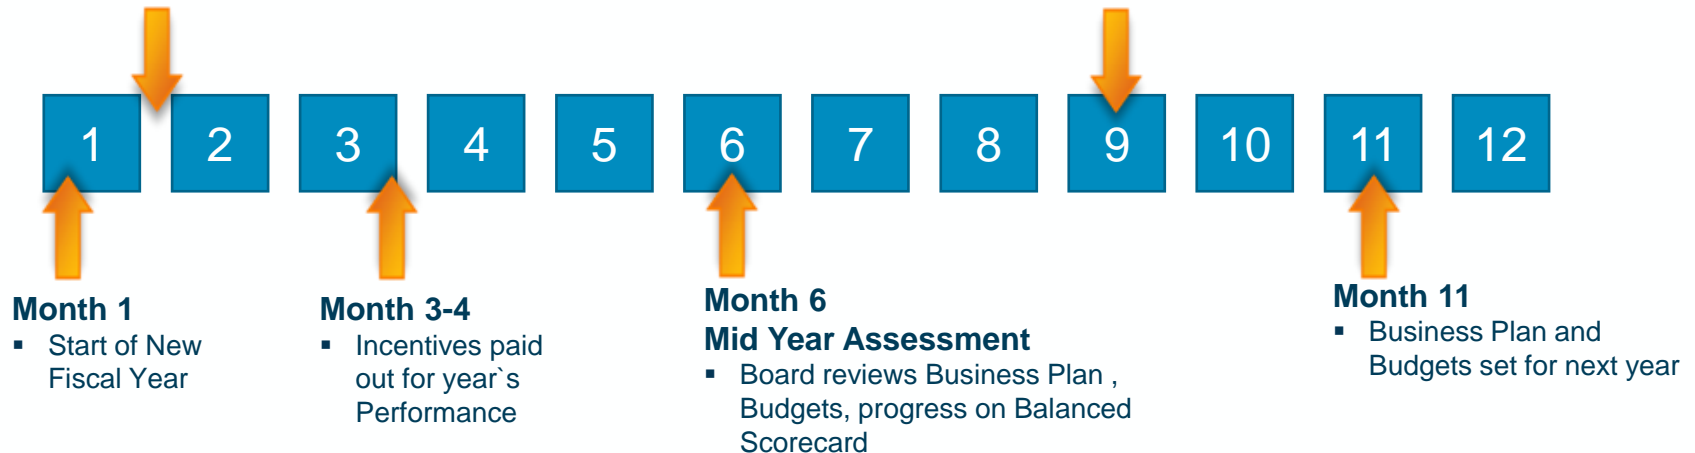 1 2 3 4 5 6 7 8 9 10 11 12
Month 1
▪ Start of New
Fiscal Year
Month 3-4
▪ Incentives paid
out for year`s
Performance
Month 6
Mid Year Assessment
▪ Board reviews Business Plan ,
Budgets, progress on Balanced
Scorecard
Month 11
▪ Business Plan and
Budgets set for next year